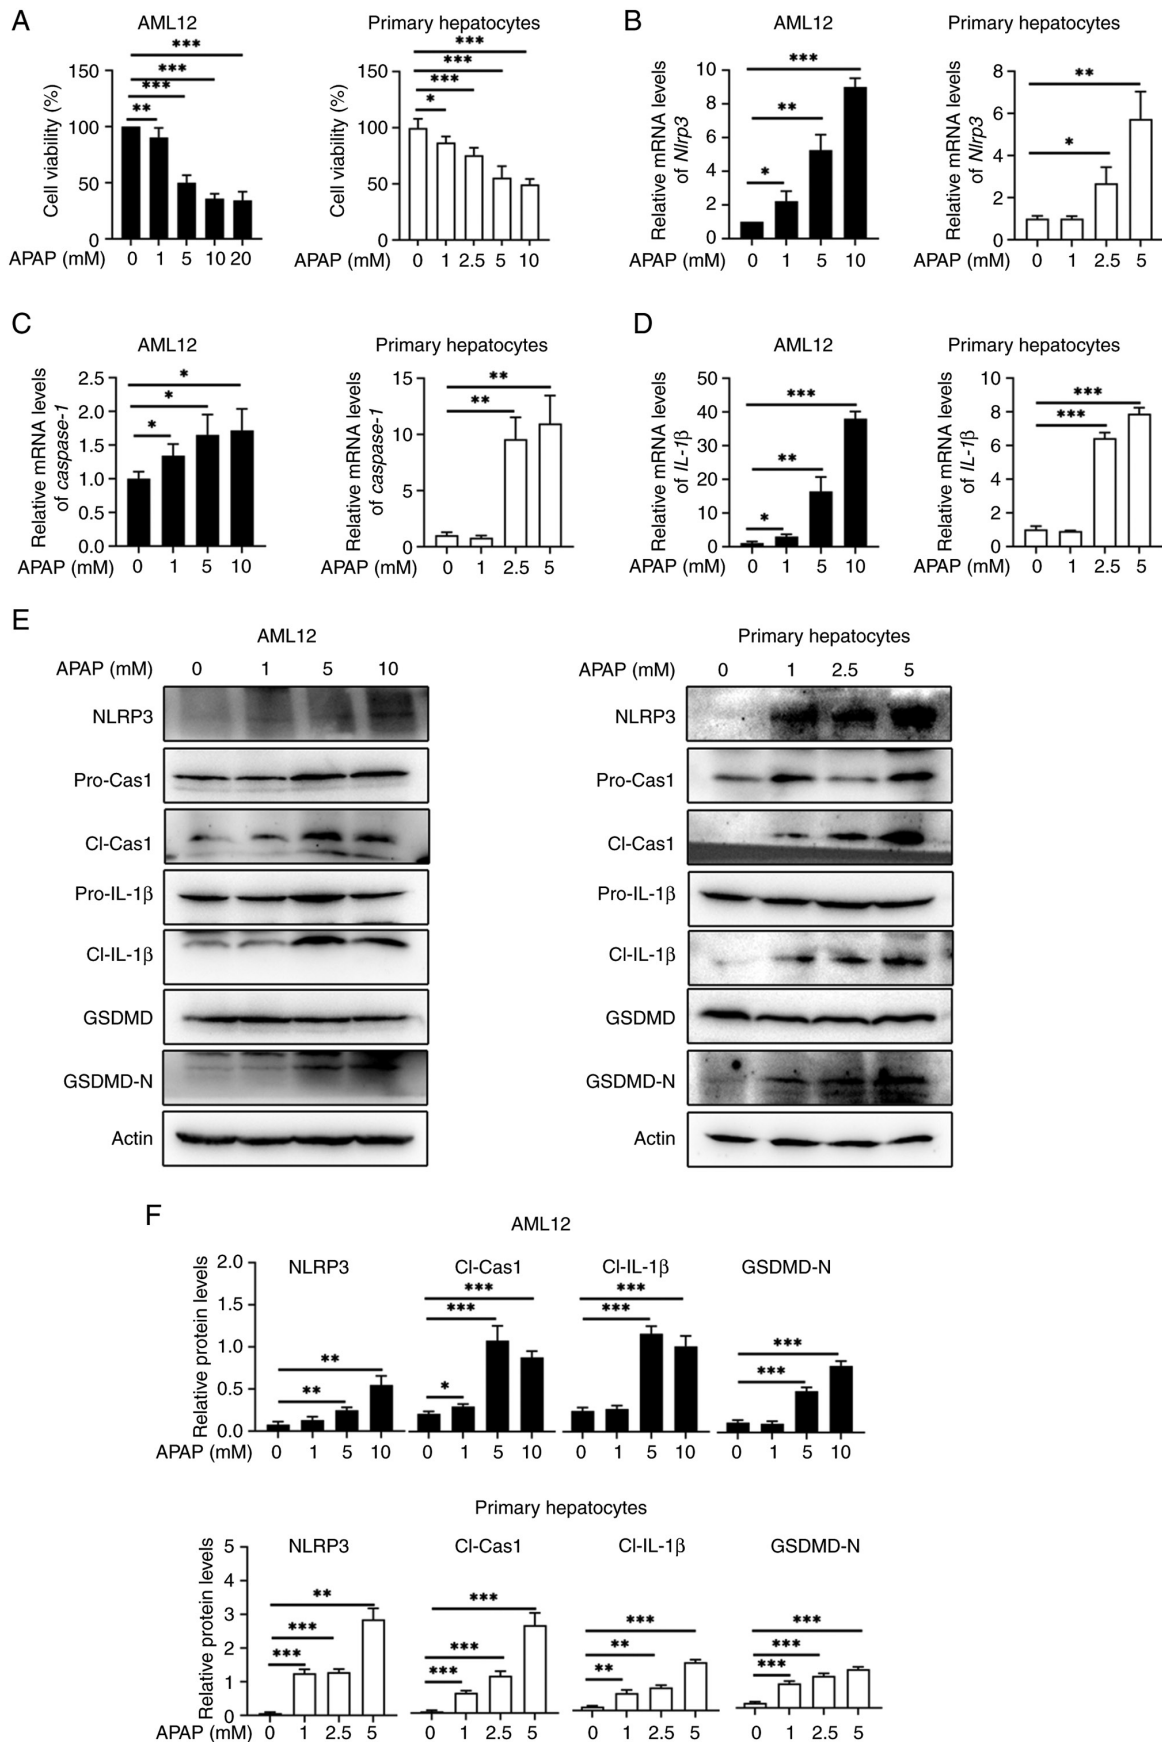 A
AML12
Cell viability (%)
150
100
50
0
***
***
***
**
APAP (mM) 0 1 5 10 20
Primary hepatocytes
Cell viability (%)
150
100
50
0
***
***
***
*
APAP (mM) 0 1 2.5 5 10
B
AML12
Relative mRNA levels
of Nlrp3
10
8
6
4
2
0
***
**
*
APAP (mM) 0 1 5 10
Primary hepatocytes
Relative mRNA levels
of Nlrp3
8
6
4
2
0
**
*
APAP (mM) 0 1 2.5 5
C
AML12
Relative mRNA levels
of caspase-1
2.5
2.0
1.5
1.0
0.5
0.0
*
*
*
APAP (mM) 0 1 5 10
Primary hepatocytes
Relative mRNA levels
of caspase-1
15
10
5
0
**
**
APAP (mM) 0 1 2.5 5
D
AML12
Relative mRNA levels
of IL-1β
50
40
30
20
10
0
***
**
*
APAP (mM) 0 1 5 10
Primary hepatocytes
Relative mRNA levels
of IL-1β
10
8
6
4
2
0
***
***
APAP (mM) 0 1 2.5 5
E
AML12
APAP (mM) 0 1 5 10
NLRP3
Pro-Cas1
Cl-Cas1
Pro-IL-1β
Cl-IL-1β
GSDMD
GSDMD-N
Actin
Primary hepatocytes
APAP (mM) 0 1 2.5 5
NLRP3
Pro-Cas1
Cl-Cas1
Pro-IL-1β
Cl-IL-1β
GSDMD
GSDMD-N
Actin
F
AML12
Relative protein levels
2.0
1.5
1.0
0.5
0.0
NLRP3
**
**
Cl-Cas1
***
***
*
Cl-IL-1β
***
***
GSDMD-N
***
***
APAP (mM) 0 1 5 10 0 1 5 10 0 1 5 10 0 1 5 10
Primary hepatocytes
Relative protein levels
5
4
3
2
1
0
NLRP3
**
***
***
Cl-Cas1
***
***
***
Cl-IL-1β
***
**
**
GSDMD-N
***
***
***
APAP (mM) 0 1 2.5 5 0 1 2.5 5 0 1 2.5 5 0 1 2.5 5